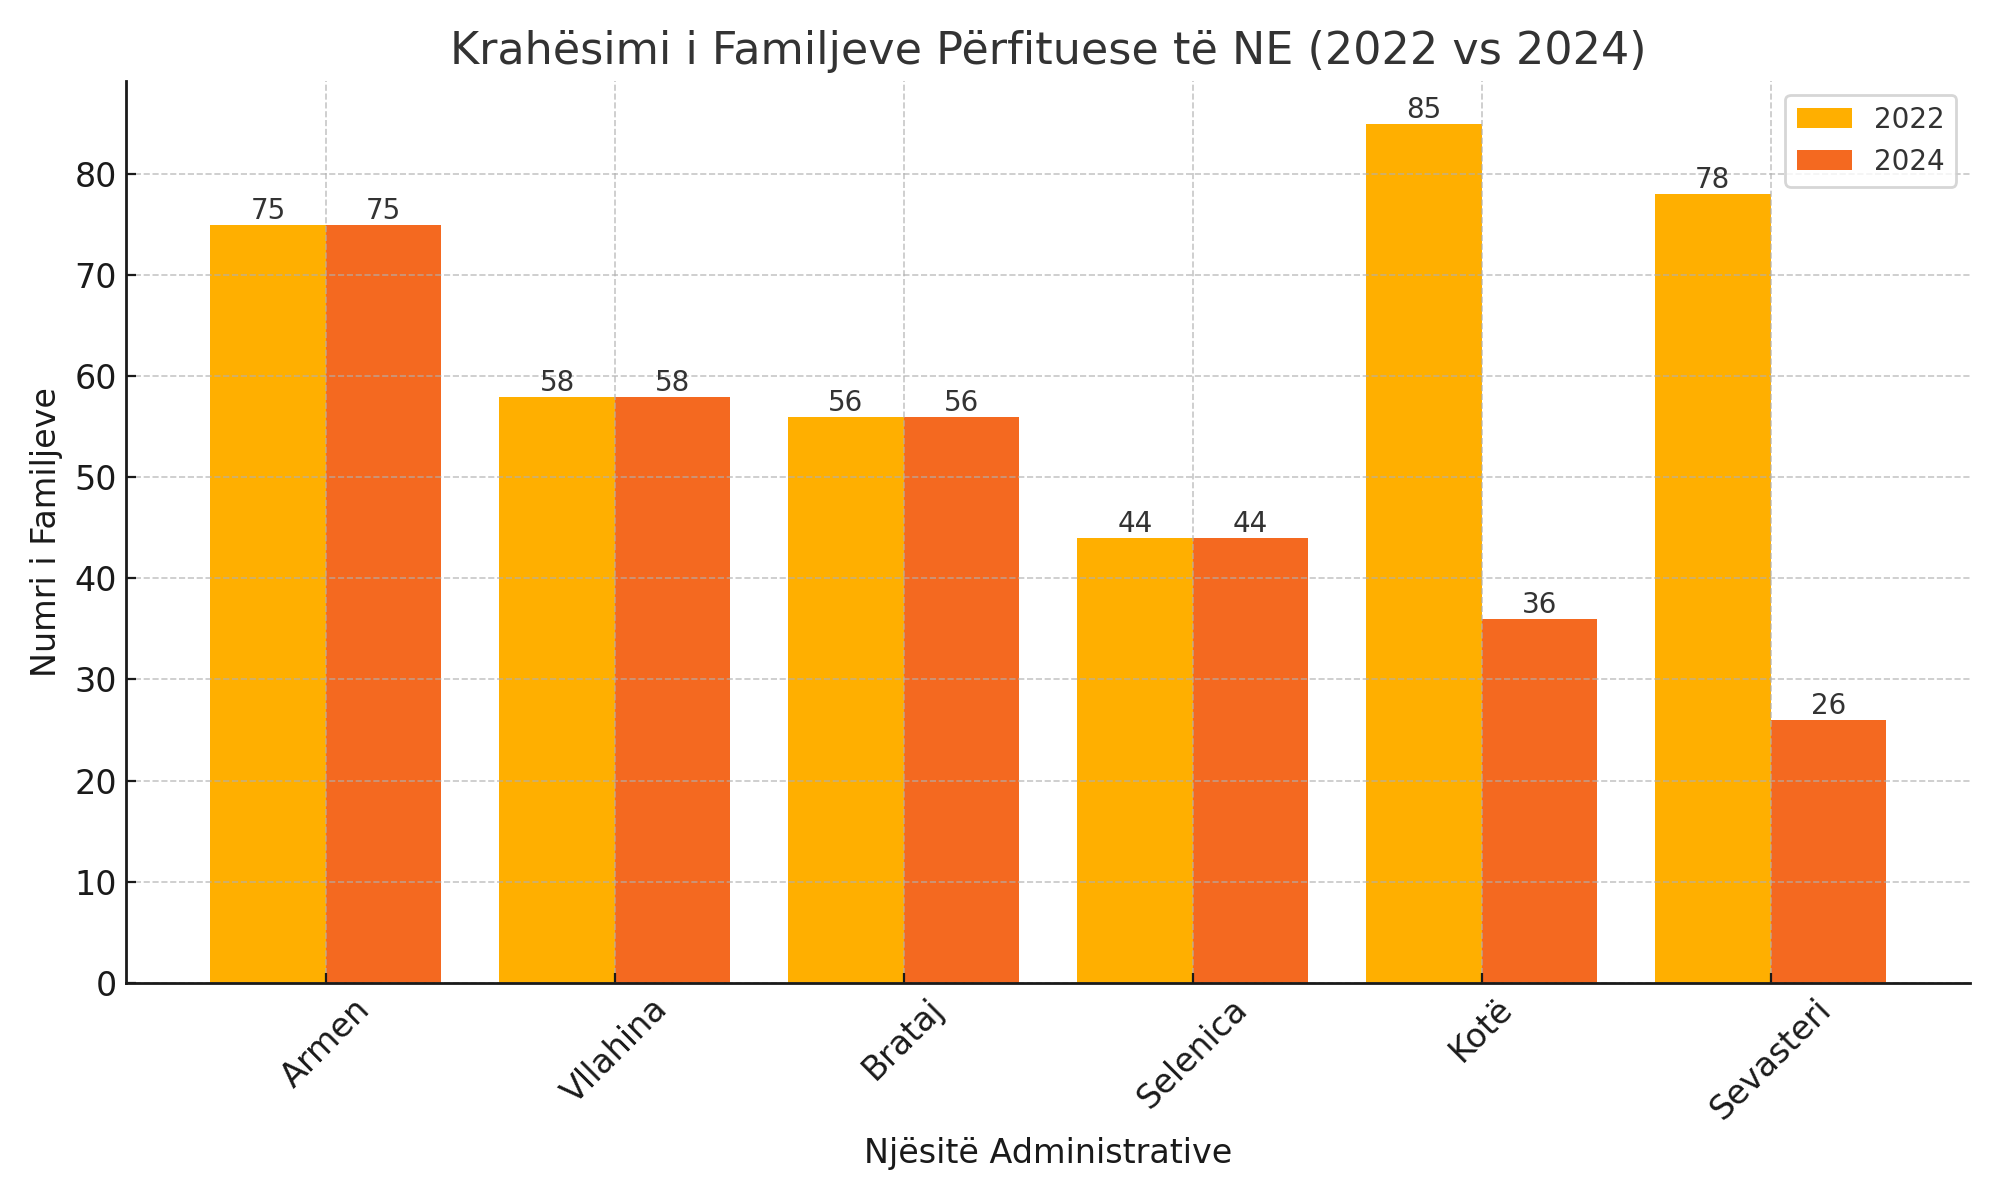 Krahësimi i Familjeve Përfituese të NE (2022 vs 2024)
2022
2024
Numri i Familjeve
80
70
60
50
40
30
20
10
0
75
75
58
58
56
56
44
44
85
36
78
26
Armen
Vllahina
Brataj
Selenica
Kotë
Sevasteri
Njësitë Administrative